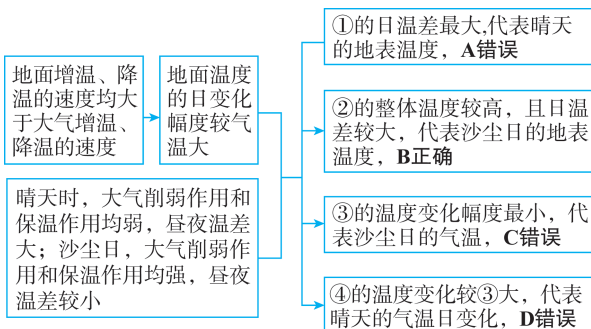 地面增温、降
温的速度均大
于大气增温、
降温的速度
地面温度
的日变化
幅度较气
温大
晴天时，大气削弱作用和
保温作用均弱，昼夜温差
大；沙尘日，大气削弱作
用和保温作用均强，昼夜
温差较小
①的日温差最大,代表晴天
的地表温度，A错误
②的整体温度较高，且日温
差较大，代表沙尘日的地表
温度，B正确
③的温度变化幅度最小，代
表沙尘日的气温，C错误
④的温度变化较③大，代表
晴天的气温日变化，D错误